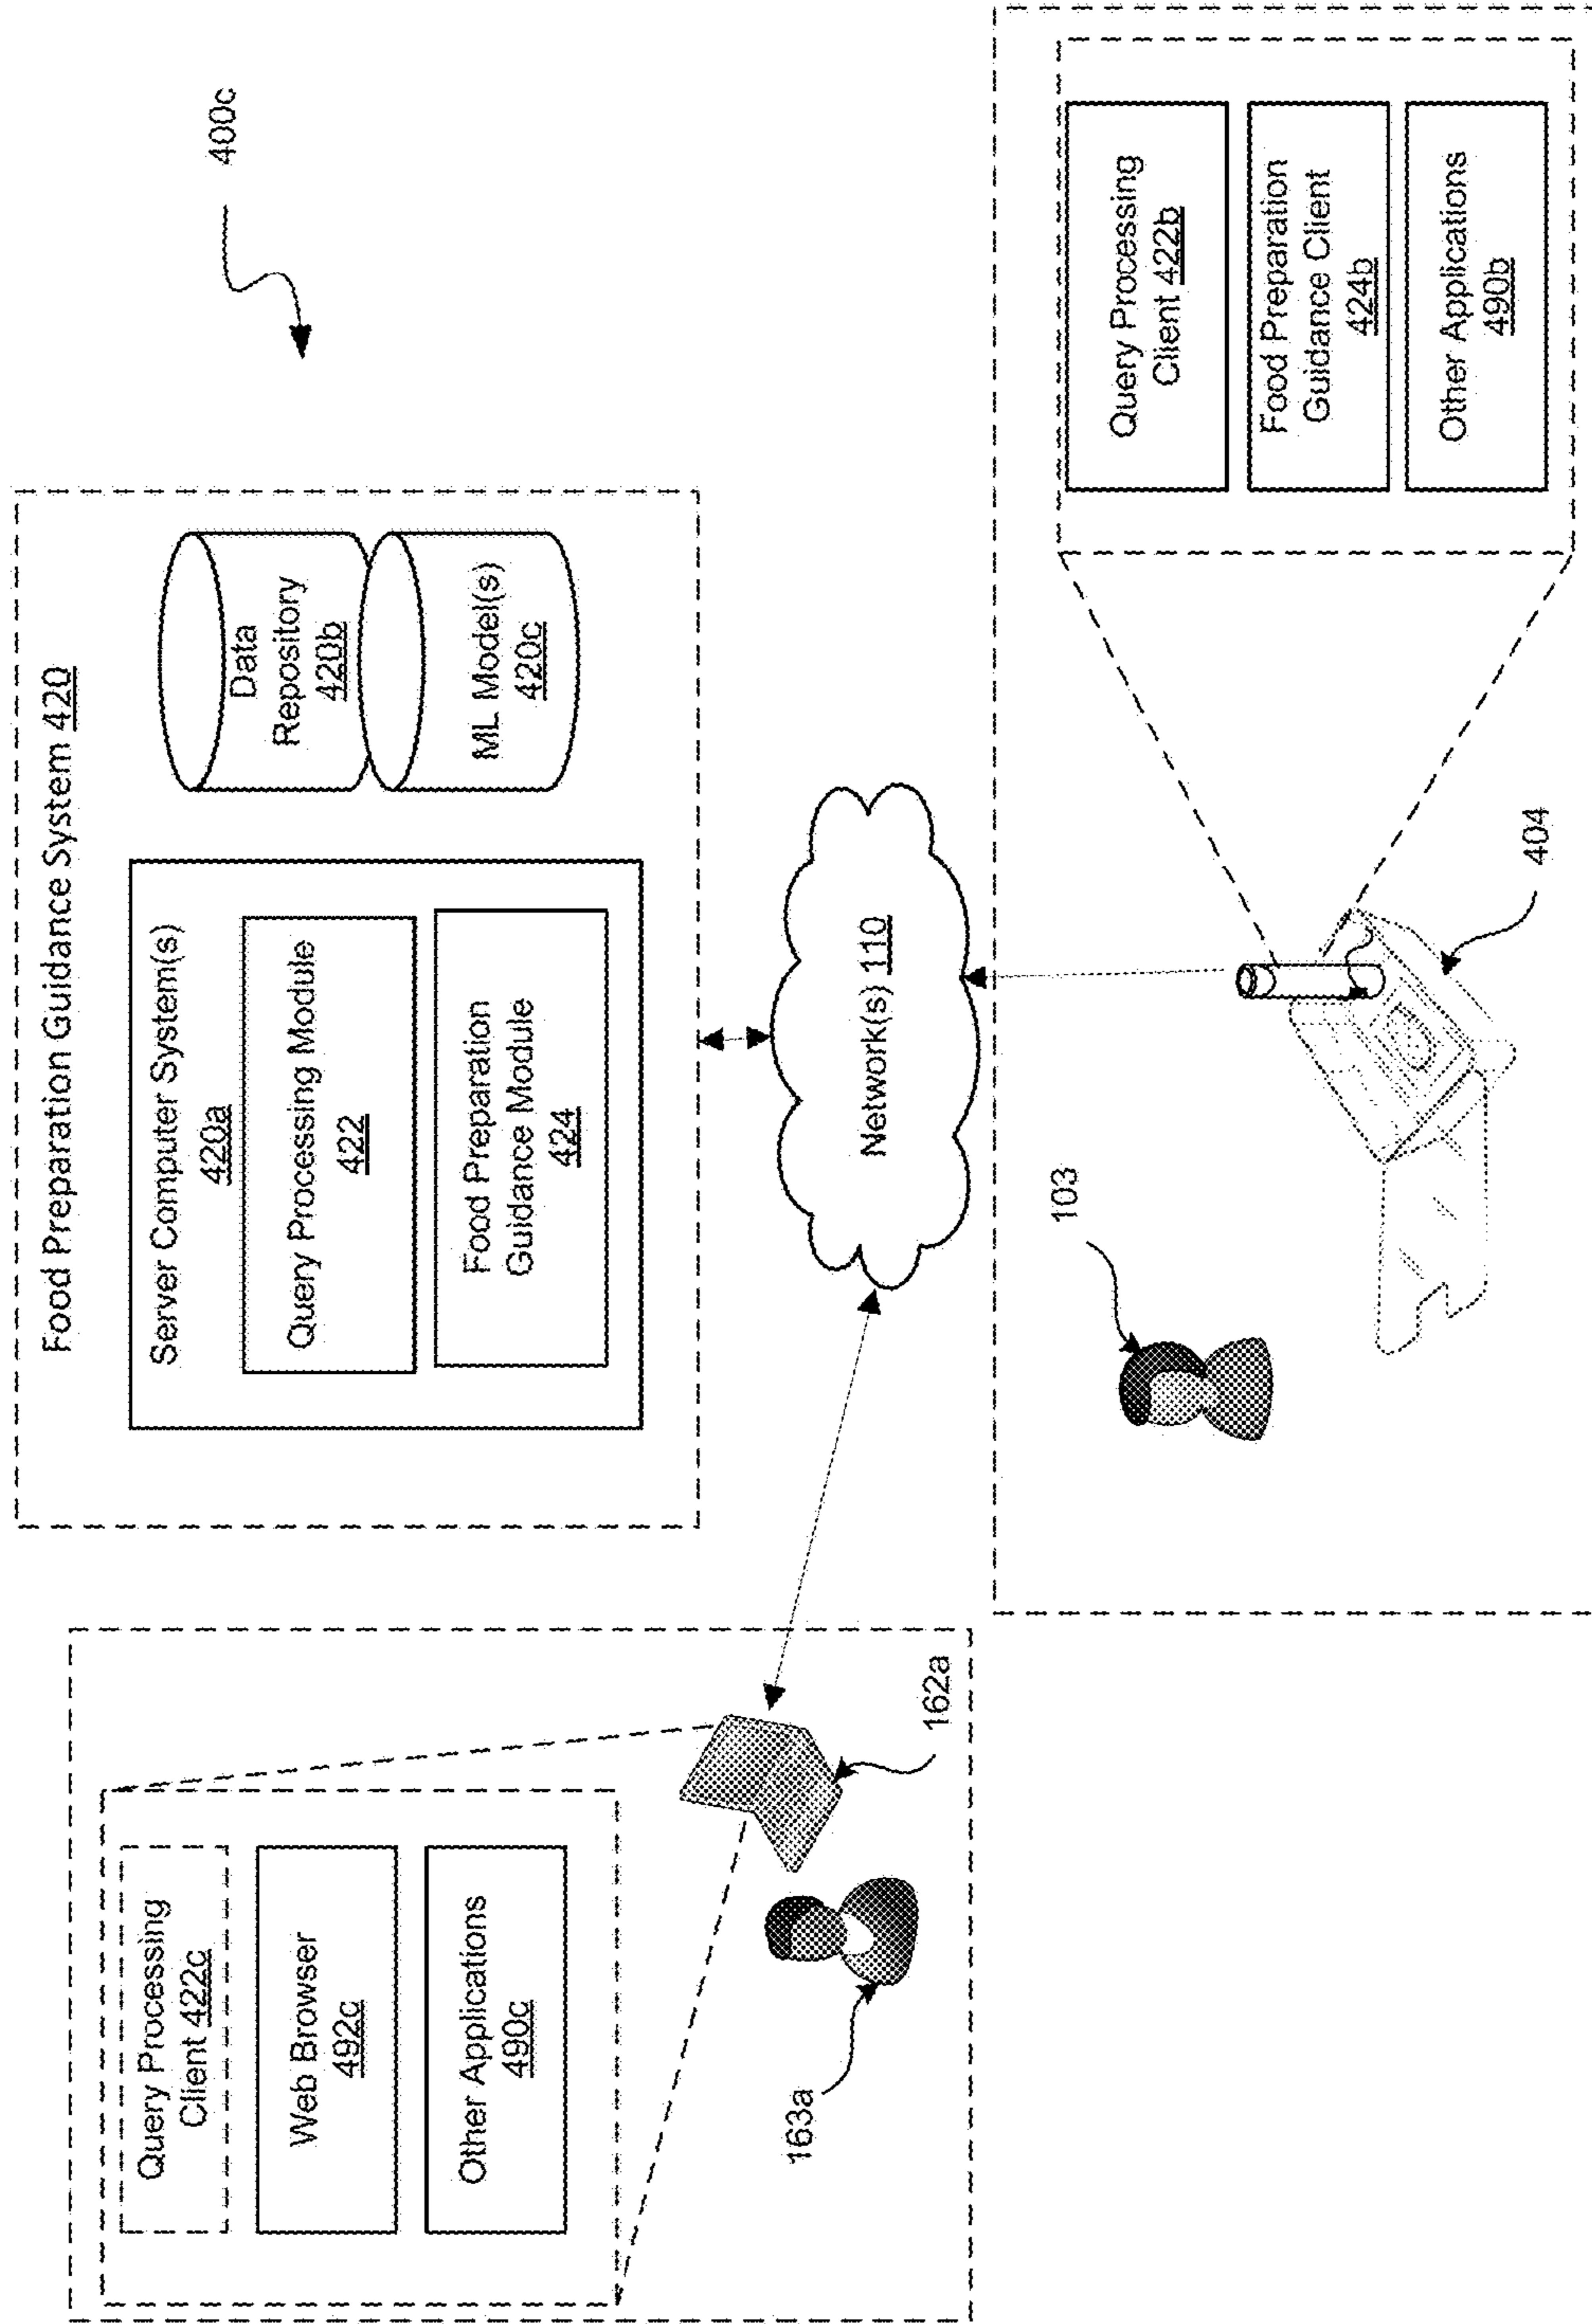 400c
Food Preparation Guidance System 420
Server Computer System(s)
420a
Query Processing Module
422
Food Preparation
Guidance Module
424
Data
Repository
420b
ML Model(s)
420c
Query Processing
Client 422c
Web Browser
492c
Other Applications
490c
163a
162a
Network(s) 110
103
404
Query Processing
Client 422b
Food Preparation
Guidance Client
424b
Other Applications
490b